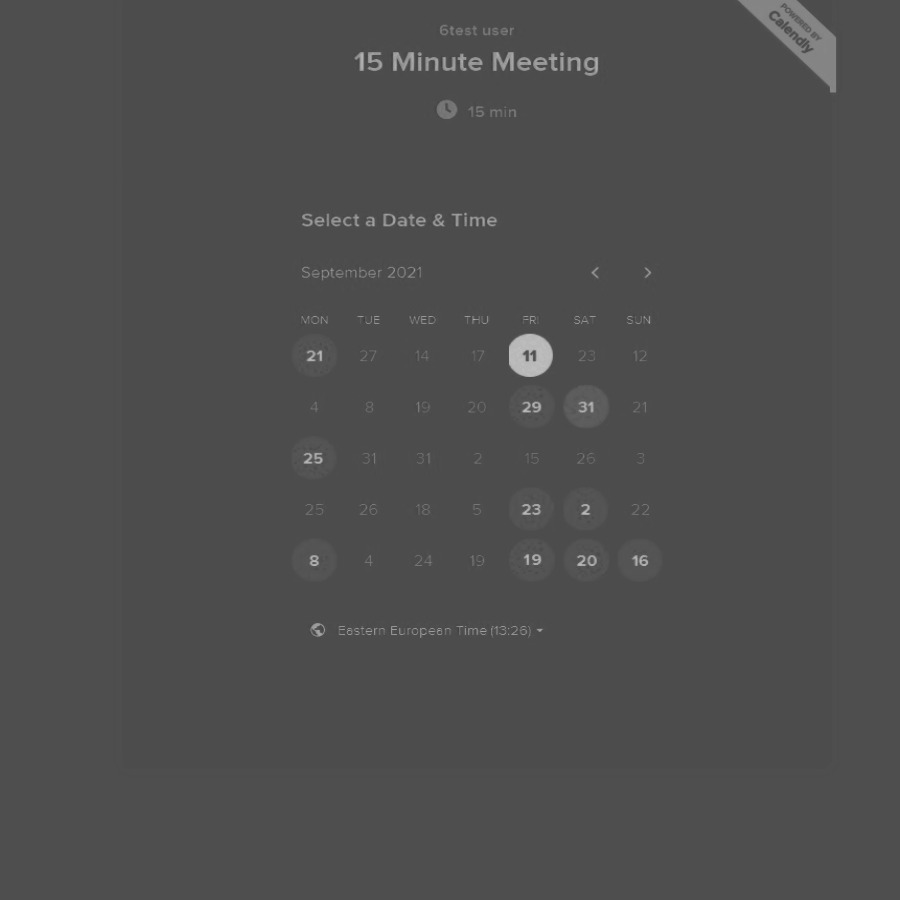 6test user
15 Minute Meeting
15 min
POWERED BY
Calendly
Select a Date & Time
September 2021
MON TUE WED THU FRI SAT SUN
21 27 14 17 11 23 12
4 8 19 20 29 31 21
25 31 31 2 15 26 3
25 26 18 5 23 2 22
8 4 24 19 19 20 16
Eastern European Time (13:26)